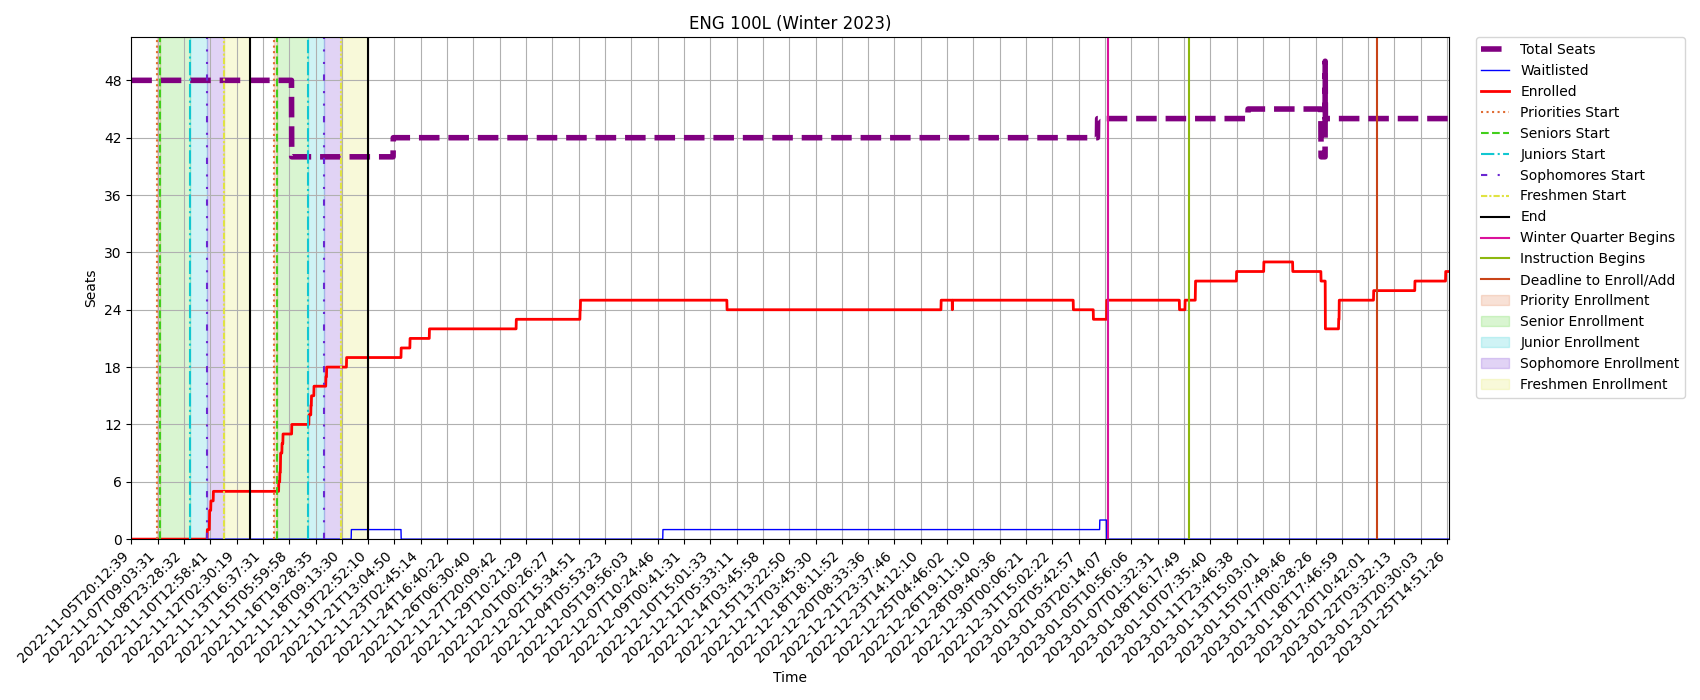 ENG 100L (Winter 2023)
Seats
48
42
36
30
24
18
12
6
0
2022-11-05T20:12:39
2022-11-07T09:03:31
2022-11-08T23:28:32
2022-11-10T12:58:41
2022-11-12T02:30:19
2022-11-13T16:37:31
2022-11-15T05:59:58
2022-11-16T19:28:35
2022-11-18T09:13:30
2022-11-19T22:52:10
2022-11-21T13:04:50
2022-11-23T02:45:14
2022-11-24T16:40:22
2022-11-26T06:30:40
2022-11-27T20:09:42
2022-11-29T10:21:29
2022-12-01T00:26:27
2022-12-02T15:34:51
2022-12-04T05:53:23
2022-12-05T19:56:03
2022-12-07T10:24:46
2022-12-09T00:41:31
2022-12-10T15:01:33
2022-12-12T05:33:11
2022-12-14T03:45:58
2022-12-15T13:22:50
2022-12-17T03:45:30
2022-12-18T18:11:52
2022-12-20T08:33:36
2022-12-21T23:37:46
2022-12-23T14:12:10
2022-12-25T04:46:02
2022-12-26T19:11:10
2022-12-28T09:40:36
2022-12-30T00:06:21
2022-12-31T15:02:22
2023-01-02T05:42:57
2023-01-03T20:14:07
2023-01-05T10:56:06
2023-01-07T01:32:31
2023-01-08T16:17:49
2023-01-10T07:35:40
2023-01-11T23:46:38
2023-01-13T15:03:01
2023-01-15T07:49:46
2023-01-17T00:28:26
2023-01-18T17:46:59
2023-01-20T10:42:01
2023-01-22T03:32:13
2023-01-23T20:30:03
2023-01-25T14:51:26
Time
Total Seats
Waitlisted
Enrolled
Priorities Start
Seniors Start
Juniors Start
Sophomores Start
Freshmen Start
End
Winter Quarter Begins
Instruction Begins
Deadline to Enroll/Add
Priority Enrollment
Senior Enrollment
Junior Enrollment
Sophomore Enrollment
Freshmen Enrollment